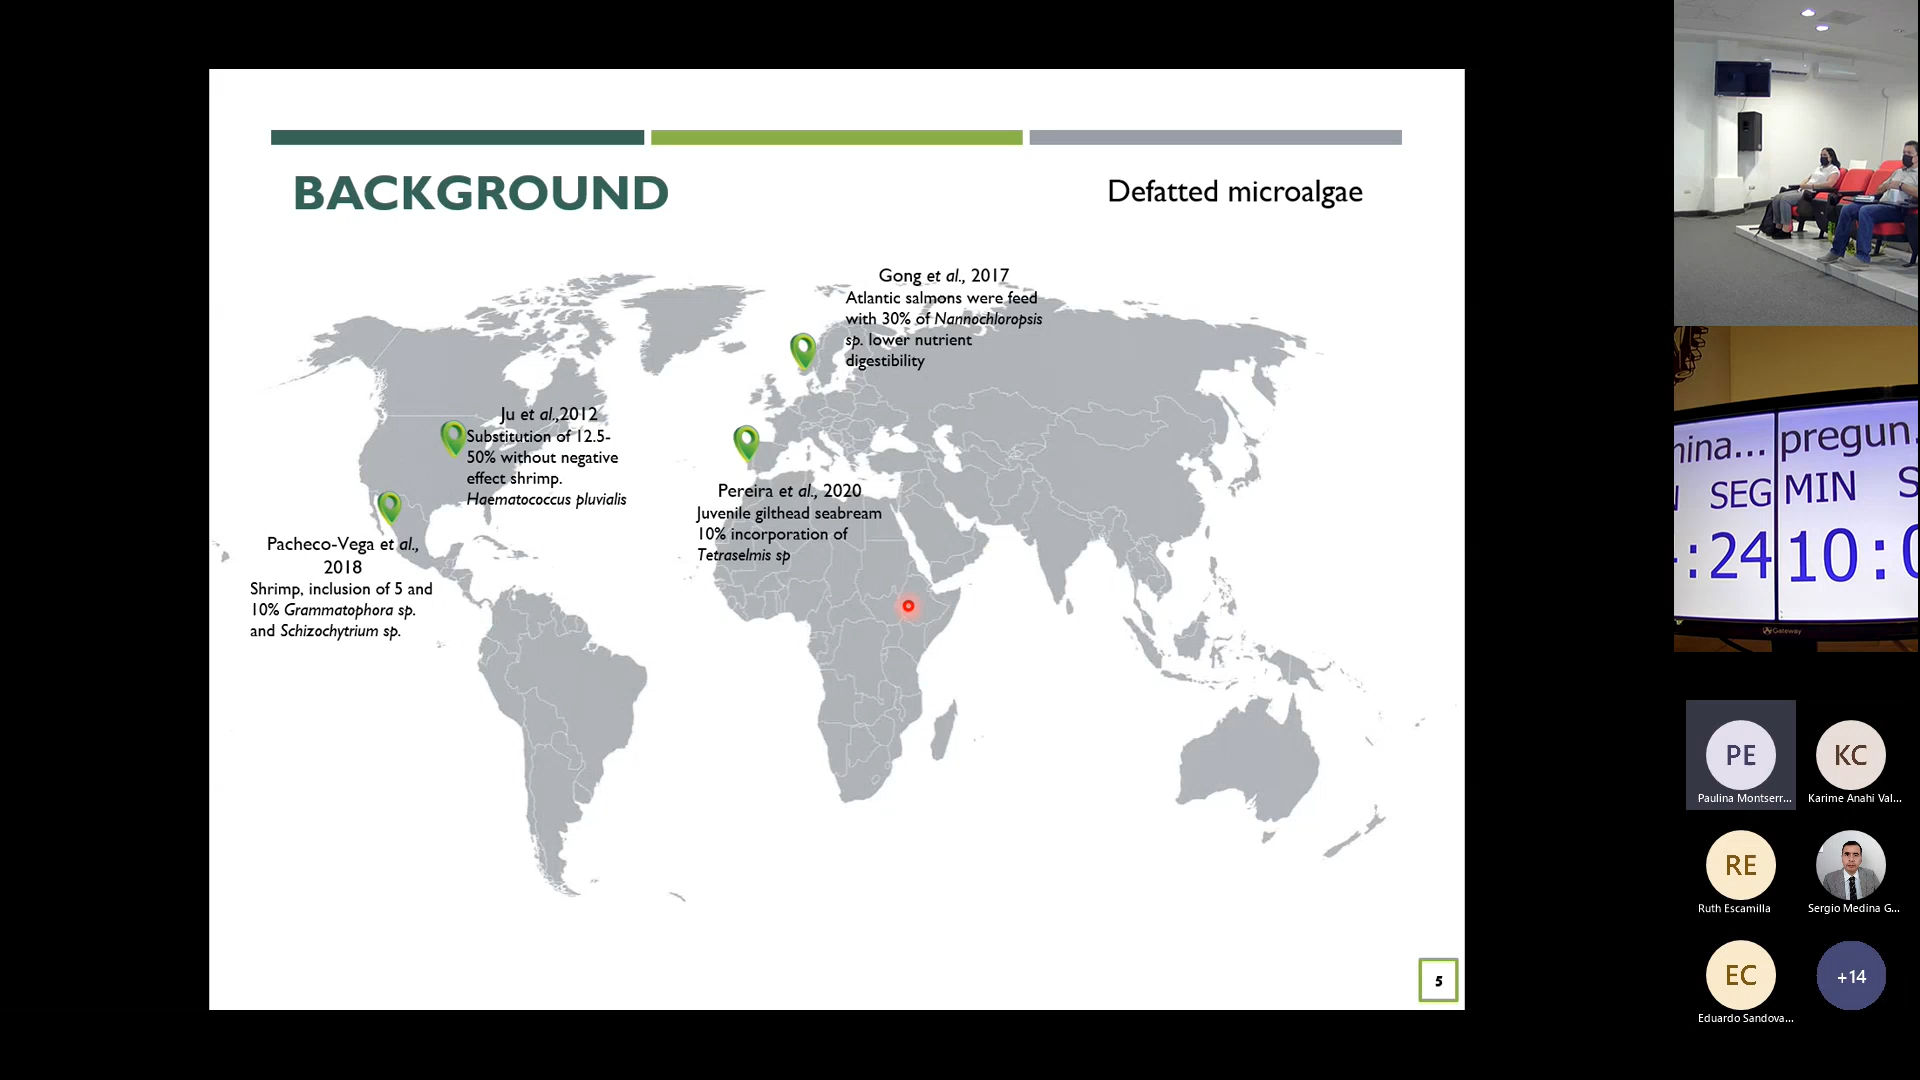 BACKGROUND
Defatted microalgae
Gong et al., 2017
Atlantic salmons were feed
with 30% of Nannochloropsis
sp. lower nutrient
digestibility
Ju et al.,2012
Substitution of 12.5-
50% without negative
effect shrimp.
Haematococcus pluvialis
Pereira et al., 2020
Juvenile gilthead seabream
10% incorporation of
Tetraselmis sp
Pacheco-Vega et al.,
2018
Shrimp, inclusion of 5 and
10% Grammatophora sp.
and Schizochytrium sp.
5
mina... pregun.
SEG MIN S
:24 10:0
Gateway
PE
Paulina Montserr...
KC
Karime Anahi Val...
RE
Ruth Escamilla
Sergio Medina G...
EC
Eduardo Sandova...
+14